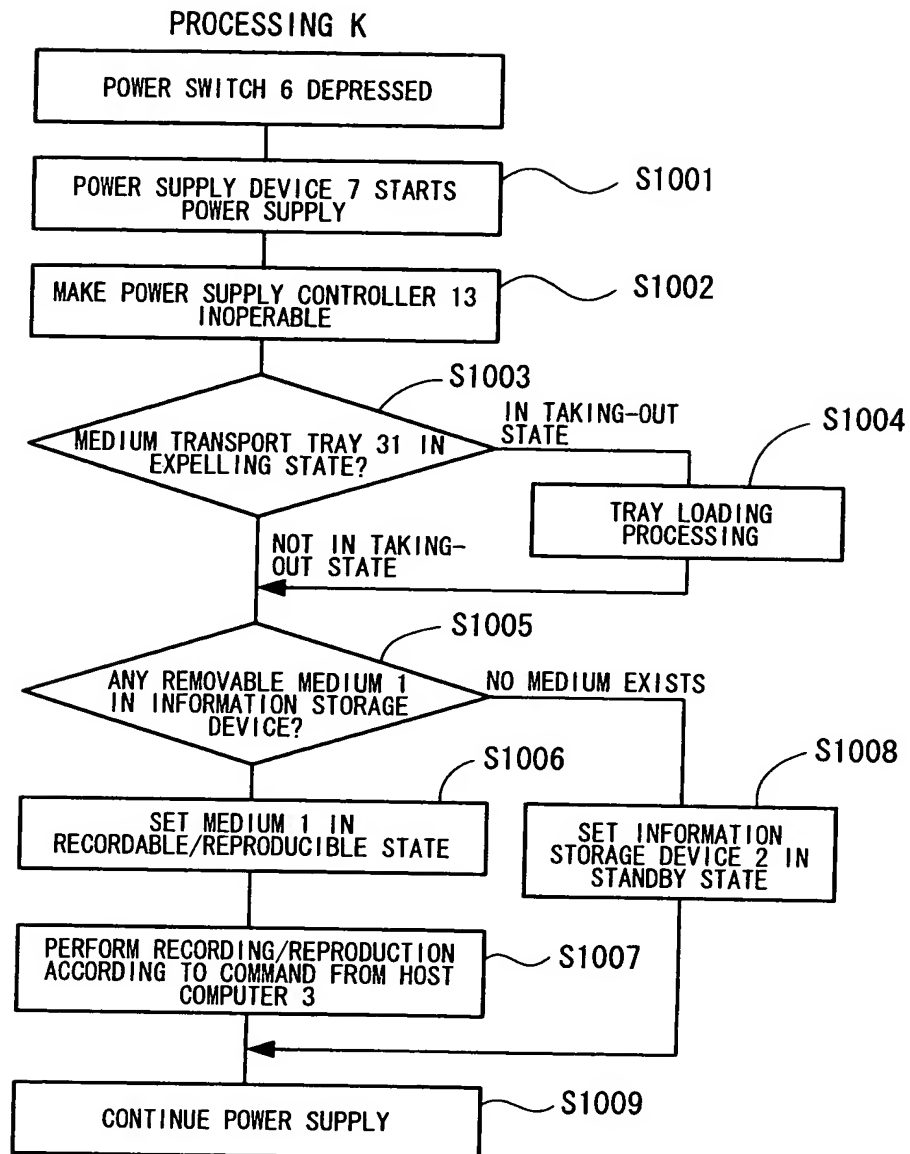 PROCESSING K
POWER SWITCH 6 DEPRESSED
S1001
POWER SUPPLY DEVICE 7 STARTS
POWER SUPPLY
S1002
MAKE POWER SUPPLY CONTROLLER 13
INOPERABLE
S1003
MEDIUM TRANSPORT TRAY 31 IN
EXPELLING STATE?
IN TAKING-OUT
STATE
S1004
TRAY LOADING
PROCESSING
NOT IN TAKING-
OUT STATE
S1005
ANY REMOVABLE MEDIUM 1
IN INFORMATION STORAGE
DEVICE?
NO MEDIUM EXISTS
S1006
SET MEDIUM 1 IN
RECORDABLE/REPRODUCIBLE STATE
S1008
SET INFORMATION
STORAGE DEVICE 2 IN
STANDBY STATE
PERFORM RECORDING/REPRODUCTION
ACCORDING TO COMMAND FROM HOST
COMPUTER 3
S1007
CONTINUE POWER SUPPLY
S1009